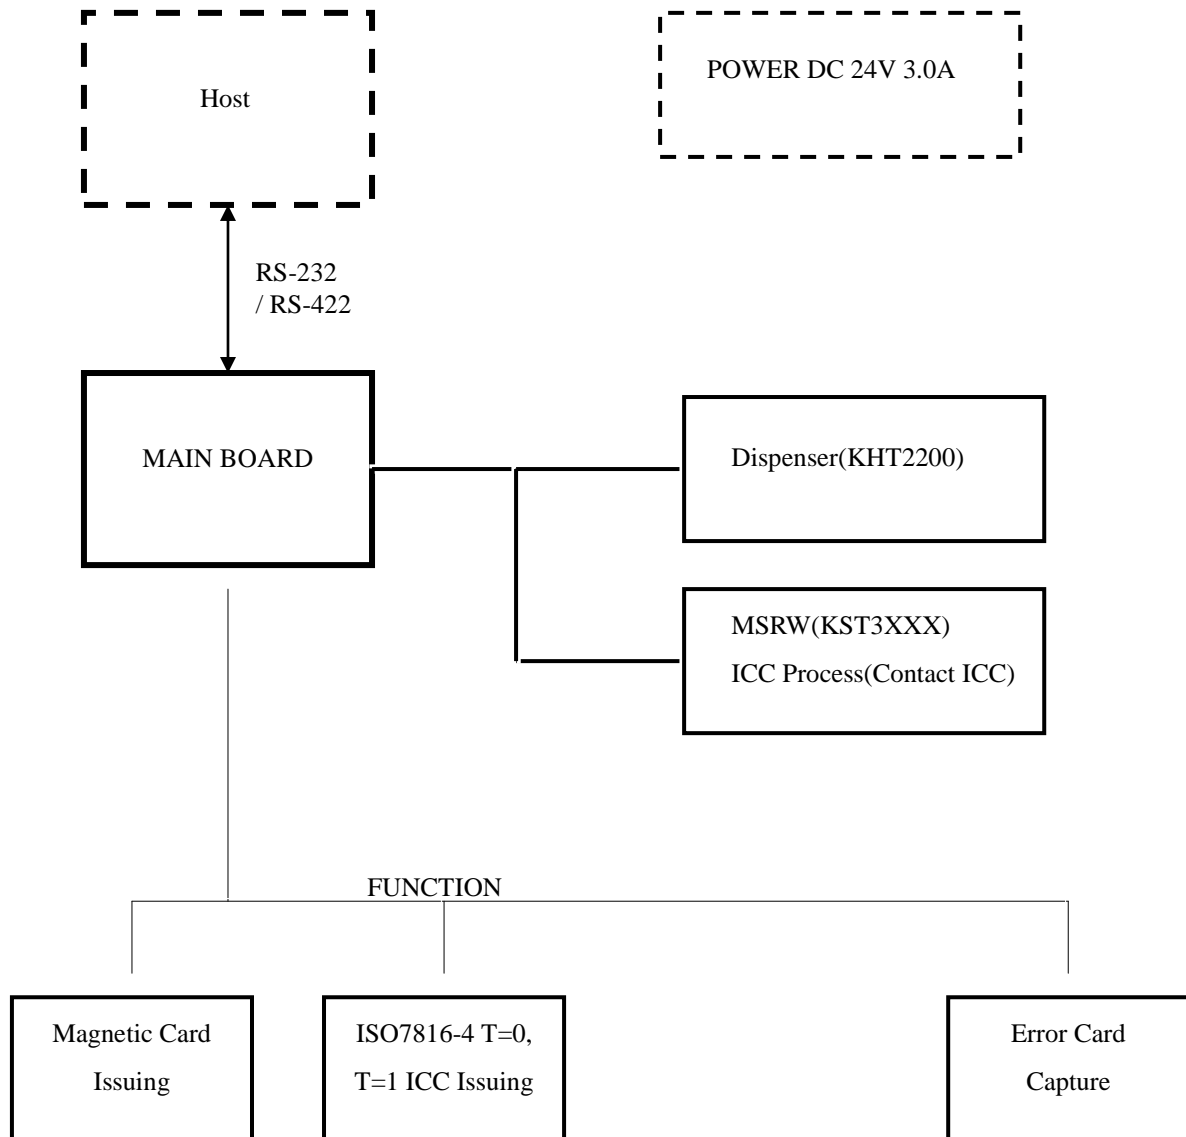 Host
POWER DC 24V 3.0A
RS-232
/ RS-422
MAIN BOARD
Dispenser(KHT2200)
MSRW(KST3XXX)
ICC Process(Contact ICC)
FUNCTION
Magnetic Card
Issuing
ISO7816-4 T=0,
T=1 ICC Issuing
Error Card
Capture